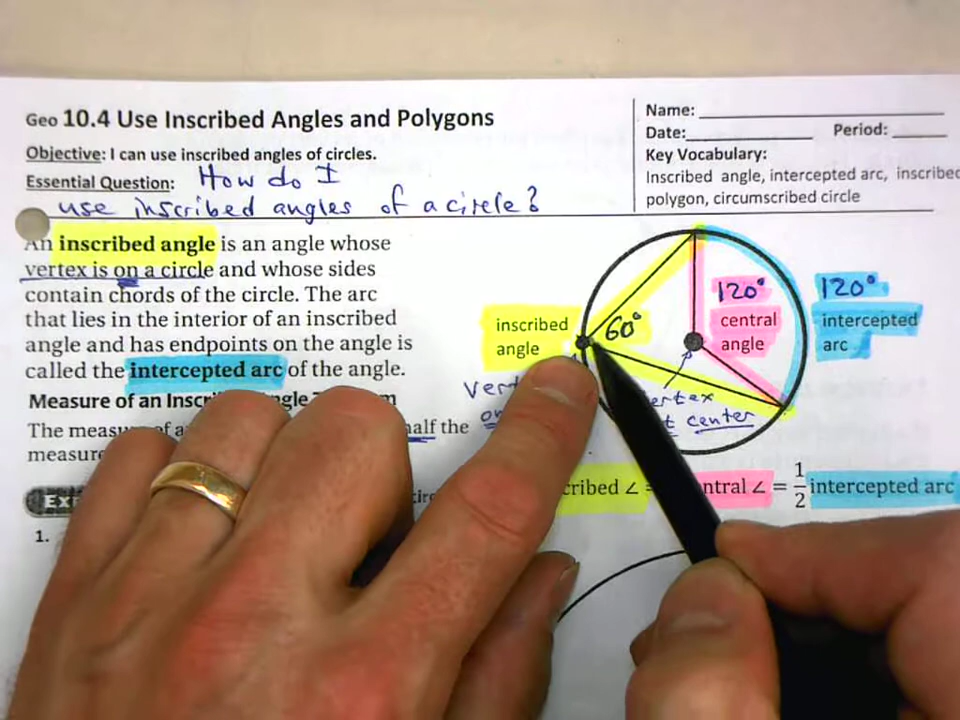 Geo 10.4 Use Inscribed Angles and Polygons
Objective: I can use inscribed angles of circles.
Essential Question: How do I
use inscribed angles of a circle?
Name:
Date: Period:
Key Vocabulary:
Inscribed angle, intercepted arc, inscribed
polygon, circumscribed circle
An inscribed angle is an angle whose
vertex is on a circle and whose sides
contain chords of the circle. The arc
that lies in the interior of an inscribed
angle and has endpoints on the angle is
called the intercepted arc of the angle.
Measure of an
The half the
inscribed
angle
60°
120°
central
angle
120°
intercepted
arc
center
∠ = ∠ = 1/2 intercepted arc
1.